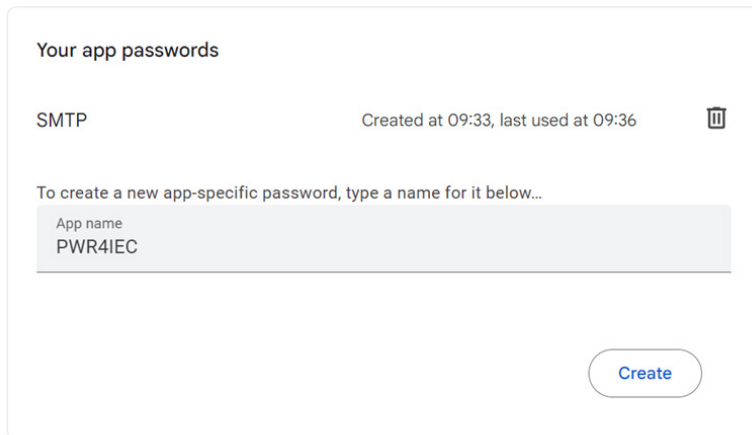 Your app passwords
SMTP Created at 09:33, last used at 09:36
To create a new app-specific password, type a name for it below...
App name
PWR4IEC
Create